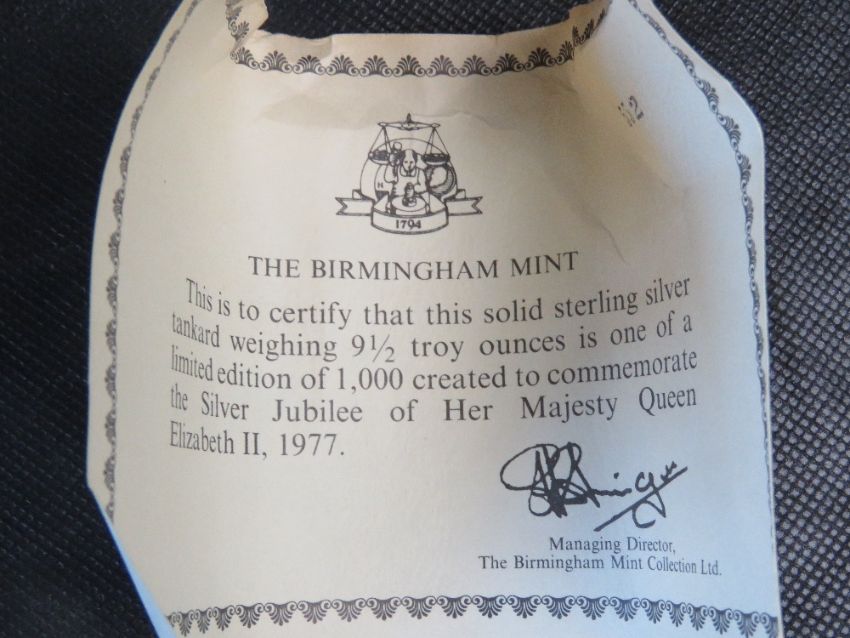 1794
THE BIRMINGHAM MINT
This is to certify that this solid sterling silver
tankard weighing 9½ troy ounces is one of a
limited edition of 1,000 created to commemorate
the Silver Jubilee of Her Majesty Queen
Elizabeth II, 1977.
Managing Director,
The Birmingham Mint Collection Ltd.